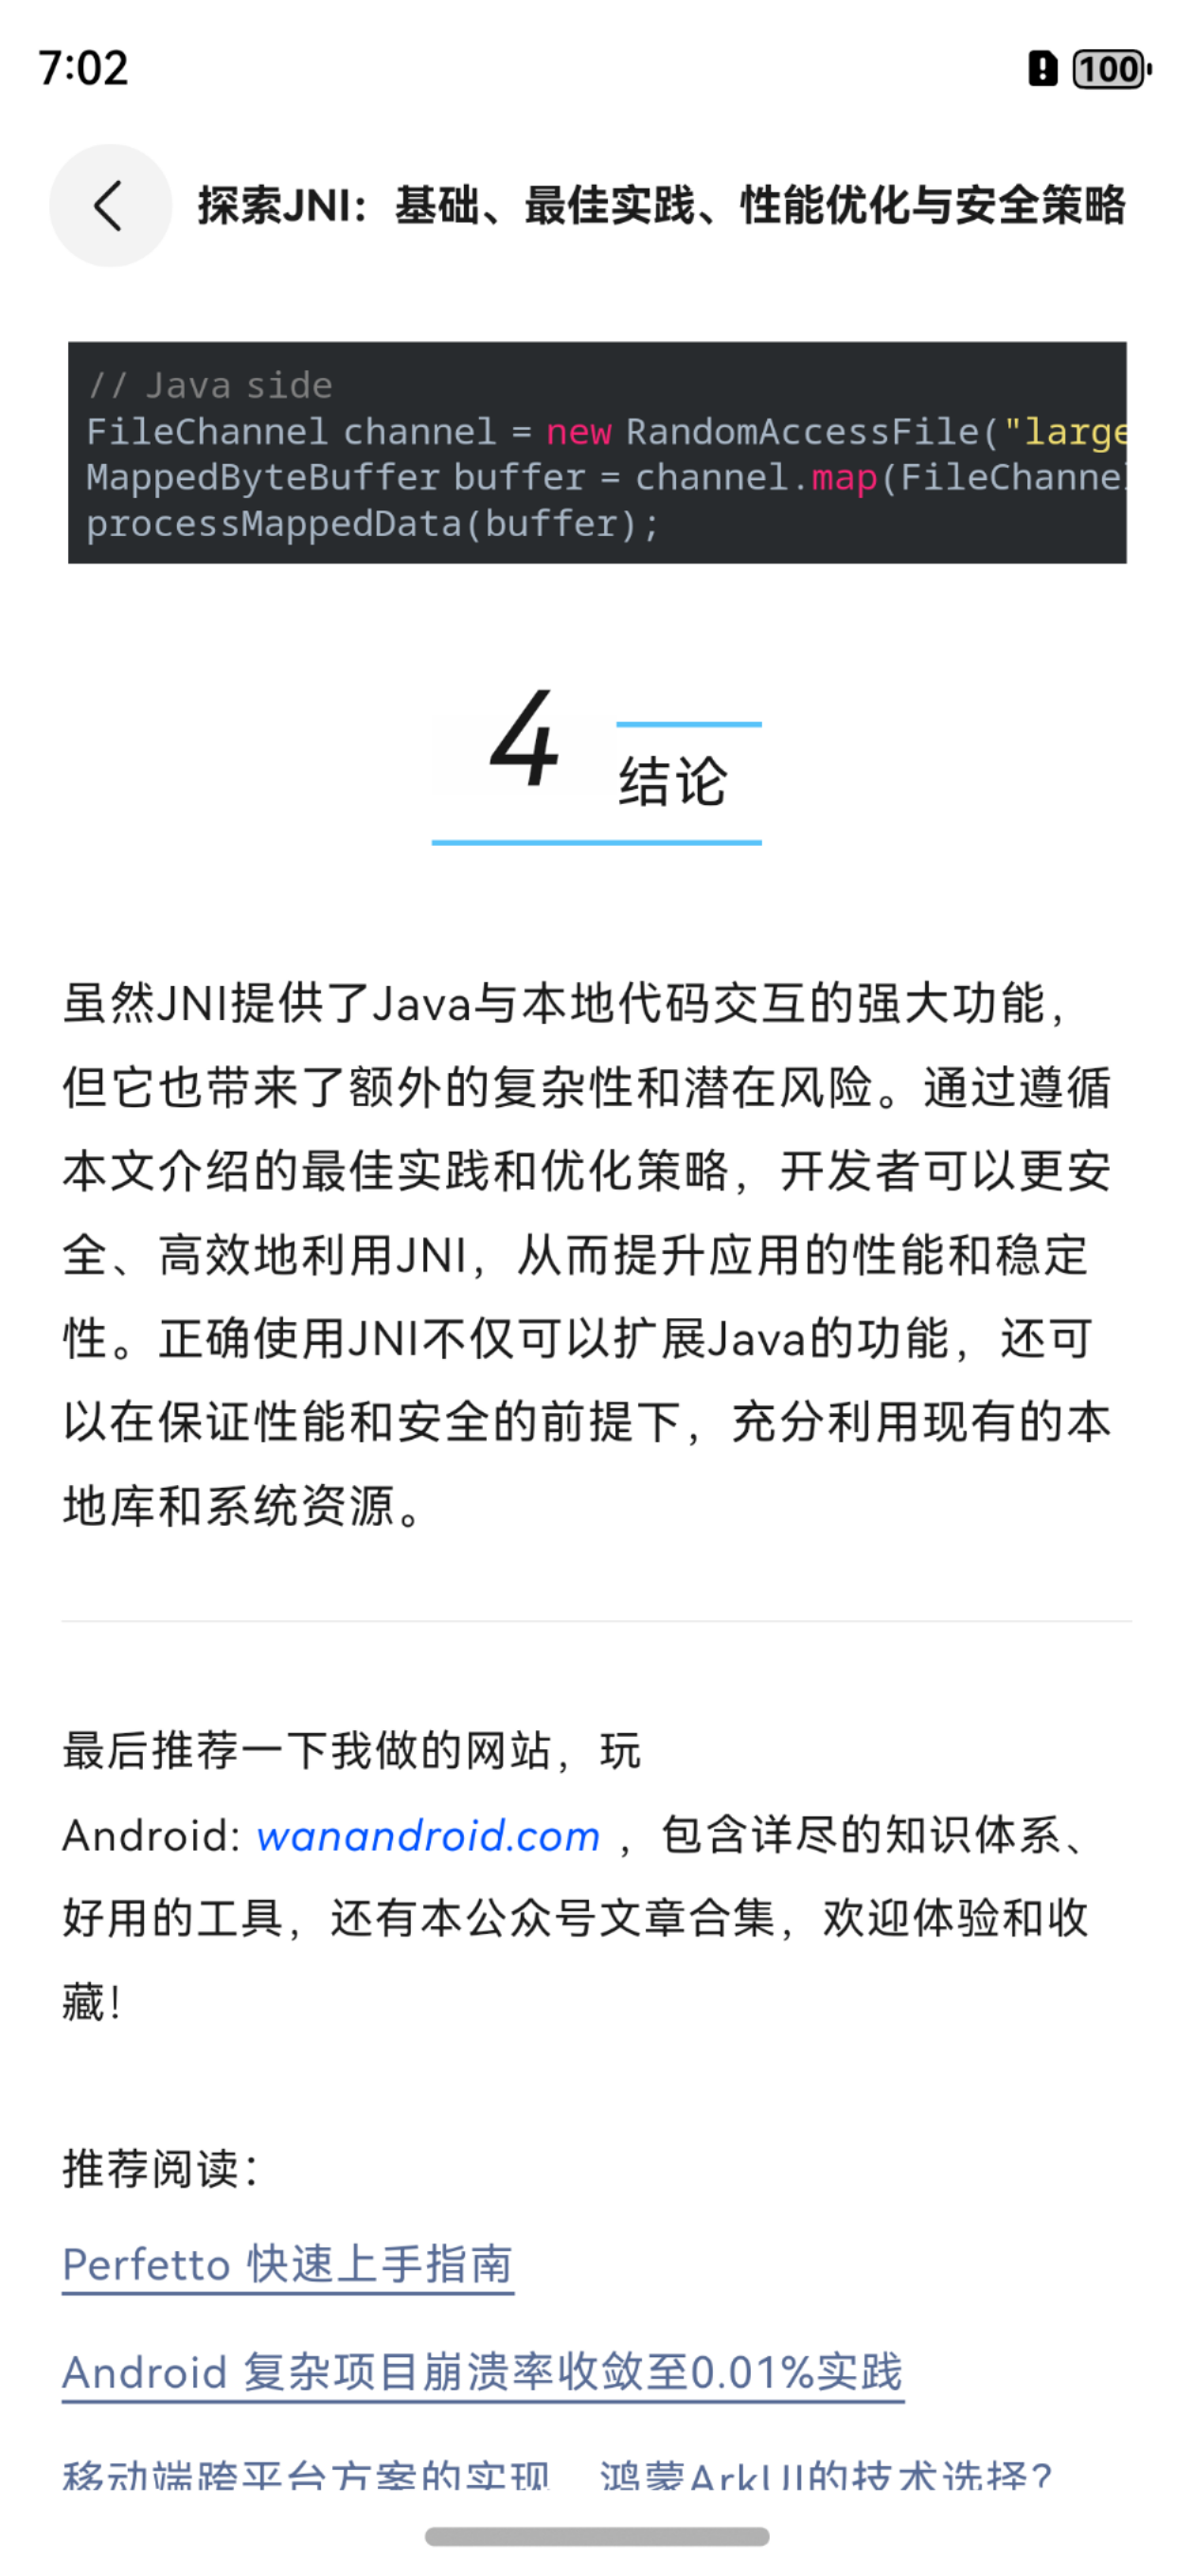 7:02
100
探索JNI：基础、最佳实践、性能优化与安全策略
// Java side
FileChannel channel = new RandomAccessFile("large
MappedByteBuffer buffer = channel.map(FileChannel
processMappedData(buffer);
4
结论
虽然JNI提供了Java与本地代码交互的强大功能，
但它也带来了额外的复杂性和潜在风险。通过遵循
本文介绍的最佳实践和优化策略，开发者可以更安
全、高效地利用JNI，从而提升应用的性能和稳定
性。正确使用JNI不仅可以扩展Java的功能，还可
以在保证性能和安全的前提下，充分利用现有的本
地库和系统资源。
最后推荐一下我做的网站，玩
Android: wanandroid.com ，包含详尽的知识体系、
好用的工具，还有本公众号文章合集，欢迎体验和收
藏！
推荐阅读：
Perfetto 快速上手指南
Android 复杂项目崩溃率收敛至0.01%实践
移动端跨平台方案的实现，鸿蒙ArkUI的技术选择？